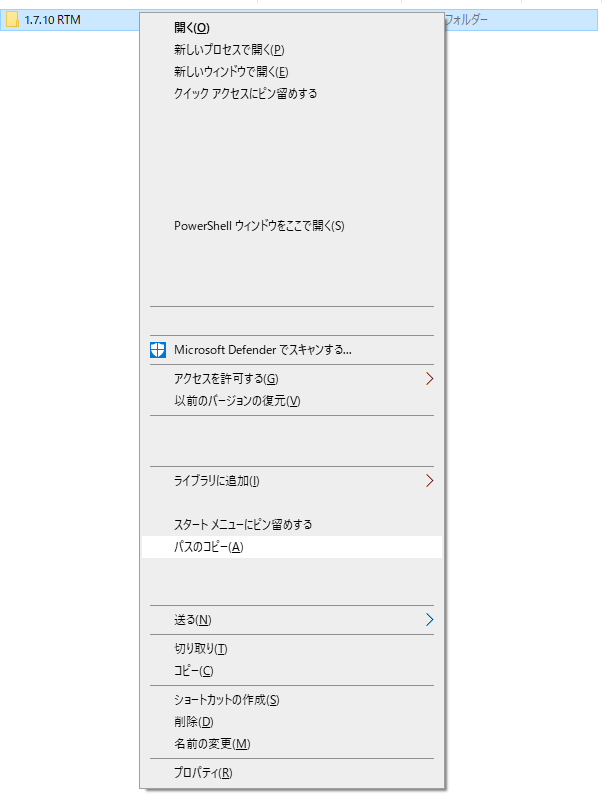 1.7.10 RTM
フォルダー
開く(O)
新しいプロセスで開く(P)
新しいウィンドウで開く(E)
クイック アクセスにピン留めする
PowerShell ウィンドウをここで開く(S)
Microsoft Defender でスキャンする...
アクセスを許可する(G)
以前のバージョンの復元(V)
ライブラリに追加(I)
スタート メニューにピン留めする
パスのコピー(A)
送る(N)
切り取り(T)
コピー(C)
ショートカットの作成(S)
削除(D)
名前の変更(M)
プロパティ(R)